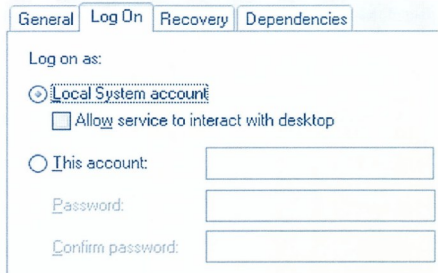 General Log On Recovery Dependencies
Log on as:
Local System account
Allow service to interact with desktop
This account:
Password:
Confirm password: